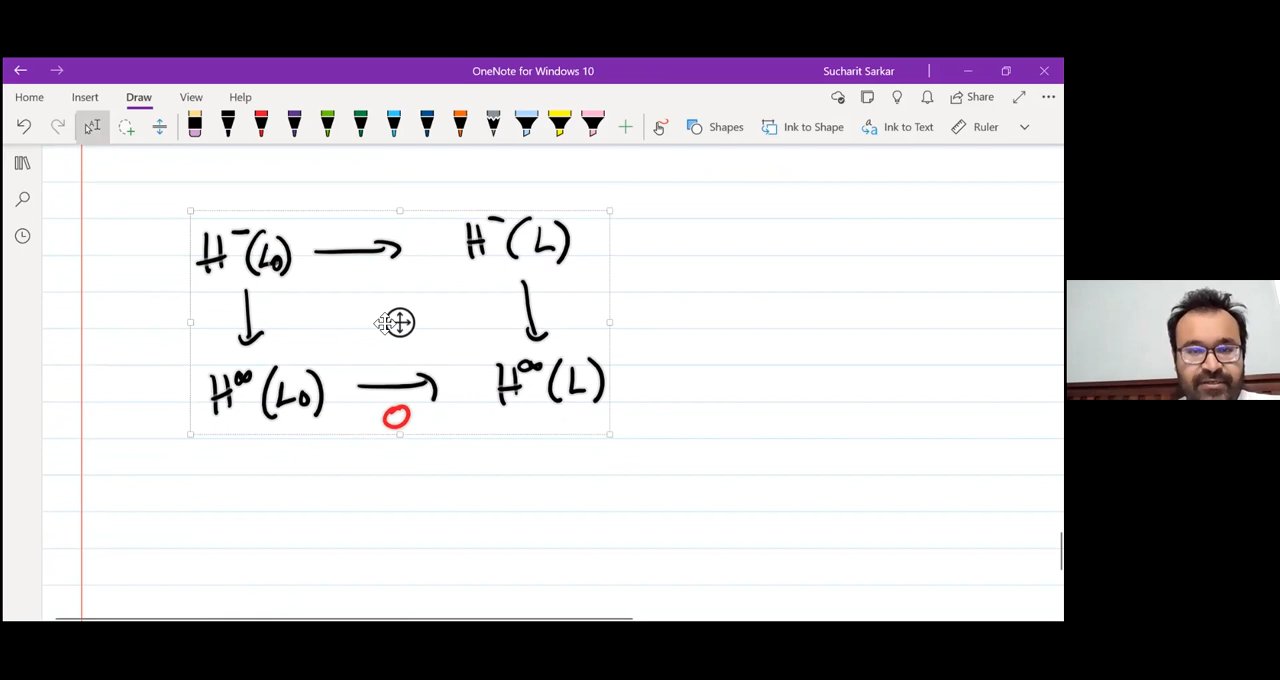 OneNote for Windows 10 Sucharit Sarkar
Home Insert Draw View Help Share
Shapes Ink to Shape Ink to Text Ruler
H⁻(L₀) → H⁻(L)
↓ ↓
H^∞(L₀) → H^∞(L)
0